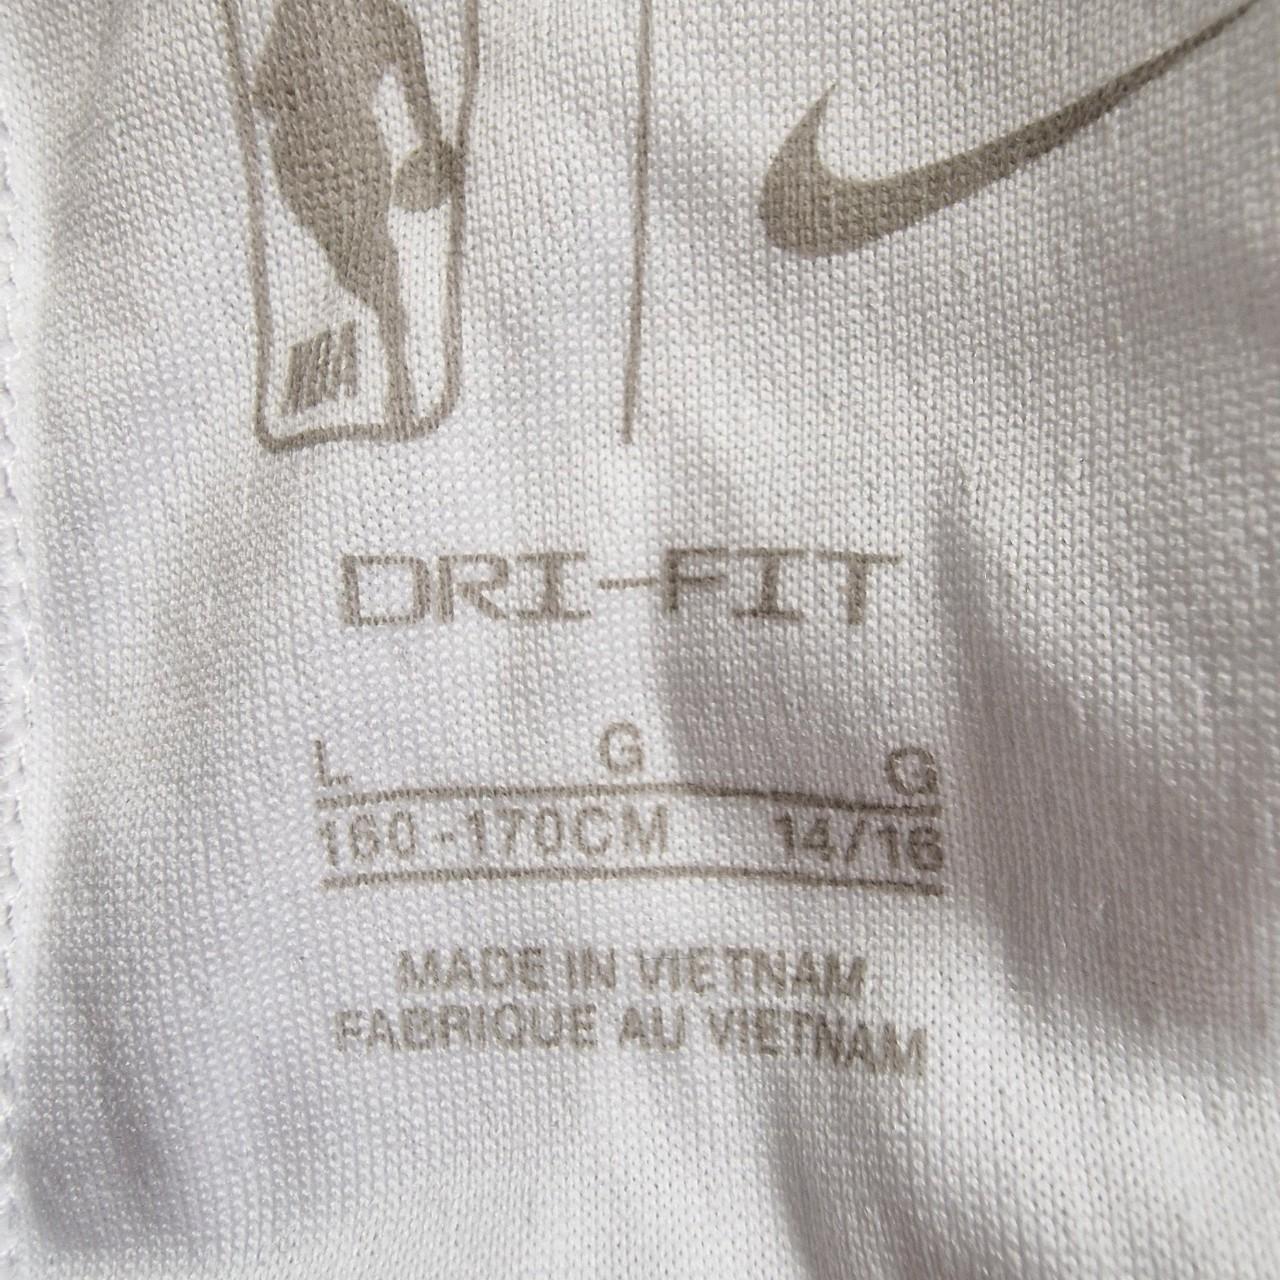 NBA
DRI-FIT
L G G
160-170CM 14/16
MADE IN VIETNAM
FABRIQUE AU VIETNAM